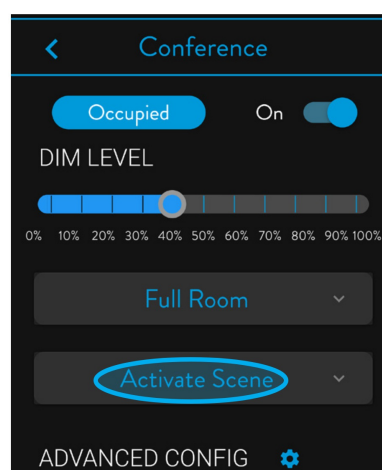 Conference
Occupied On
DIM LEVEL
0% 10% 20% 30% 40% 50% 60% 70% 80% 90% 100%
Full Room
Activate Scene
ADVANCED CONFIG